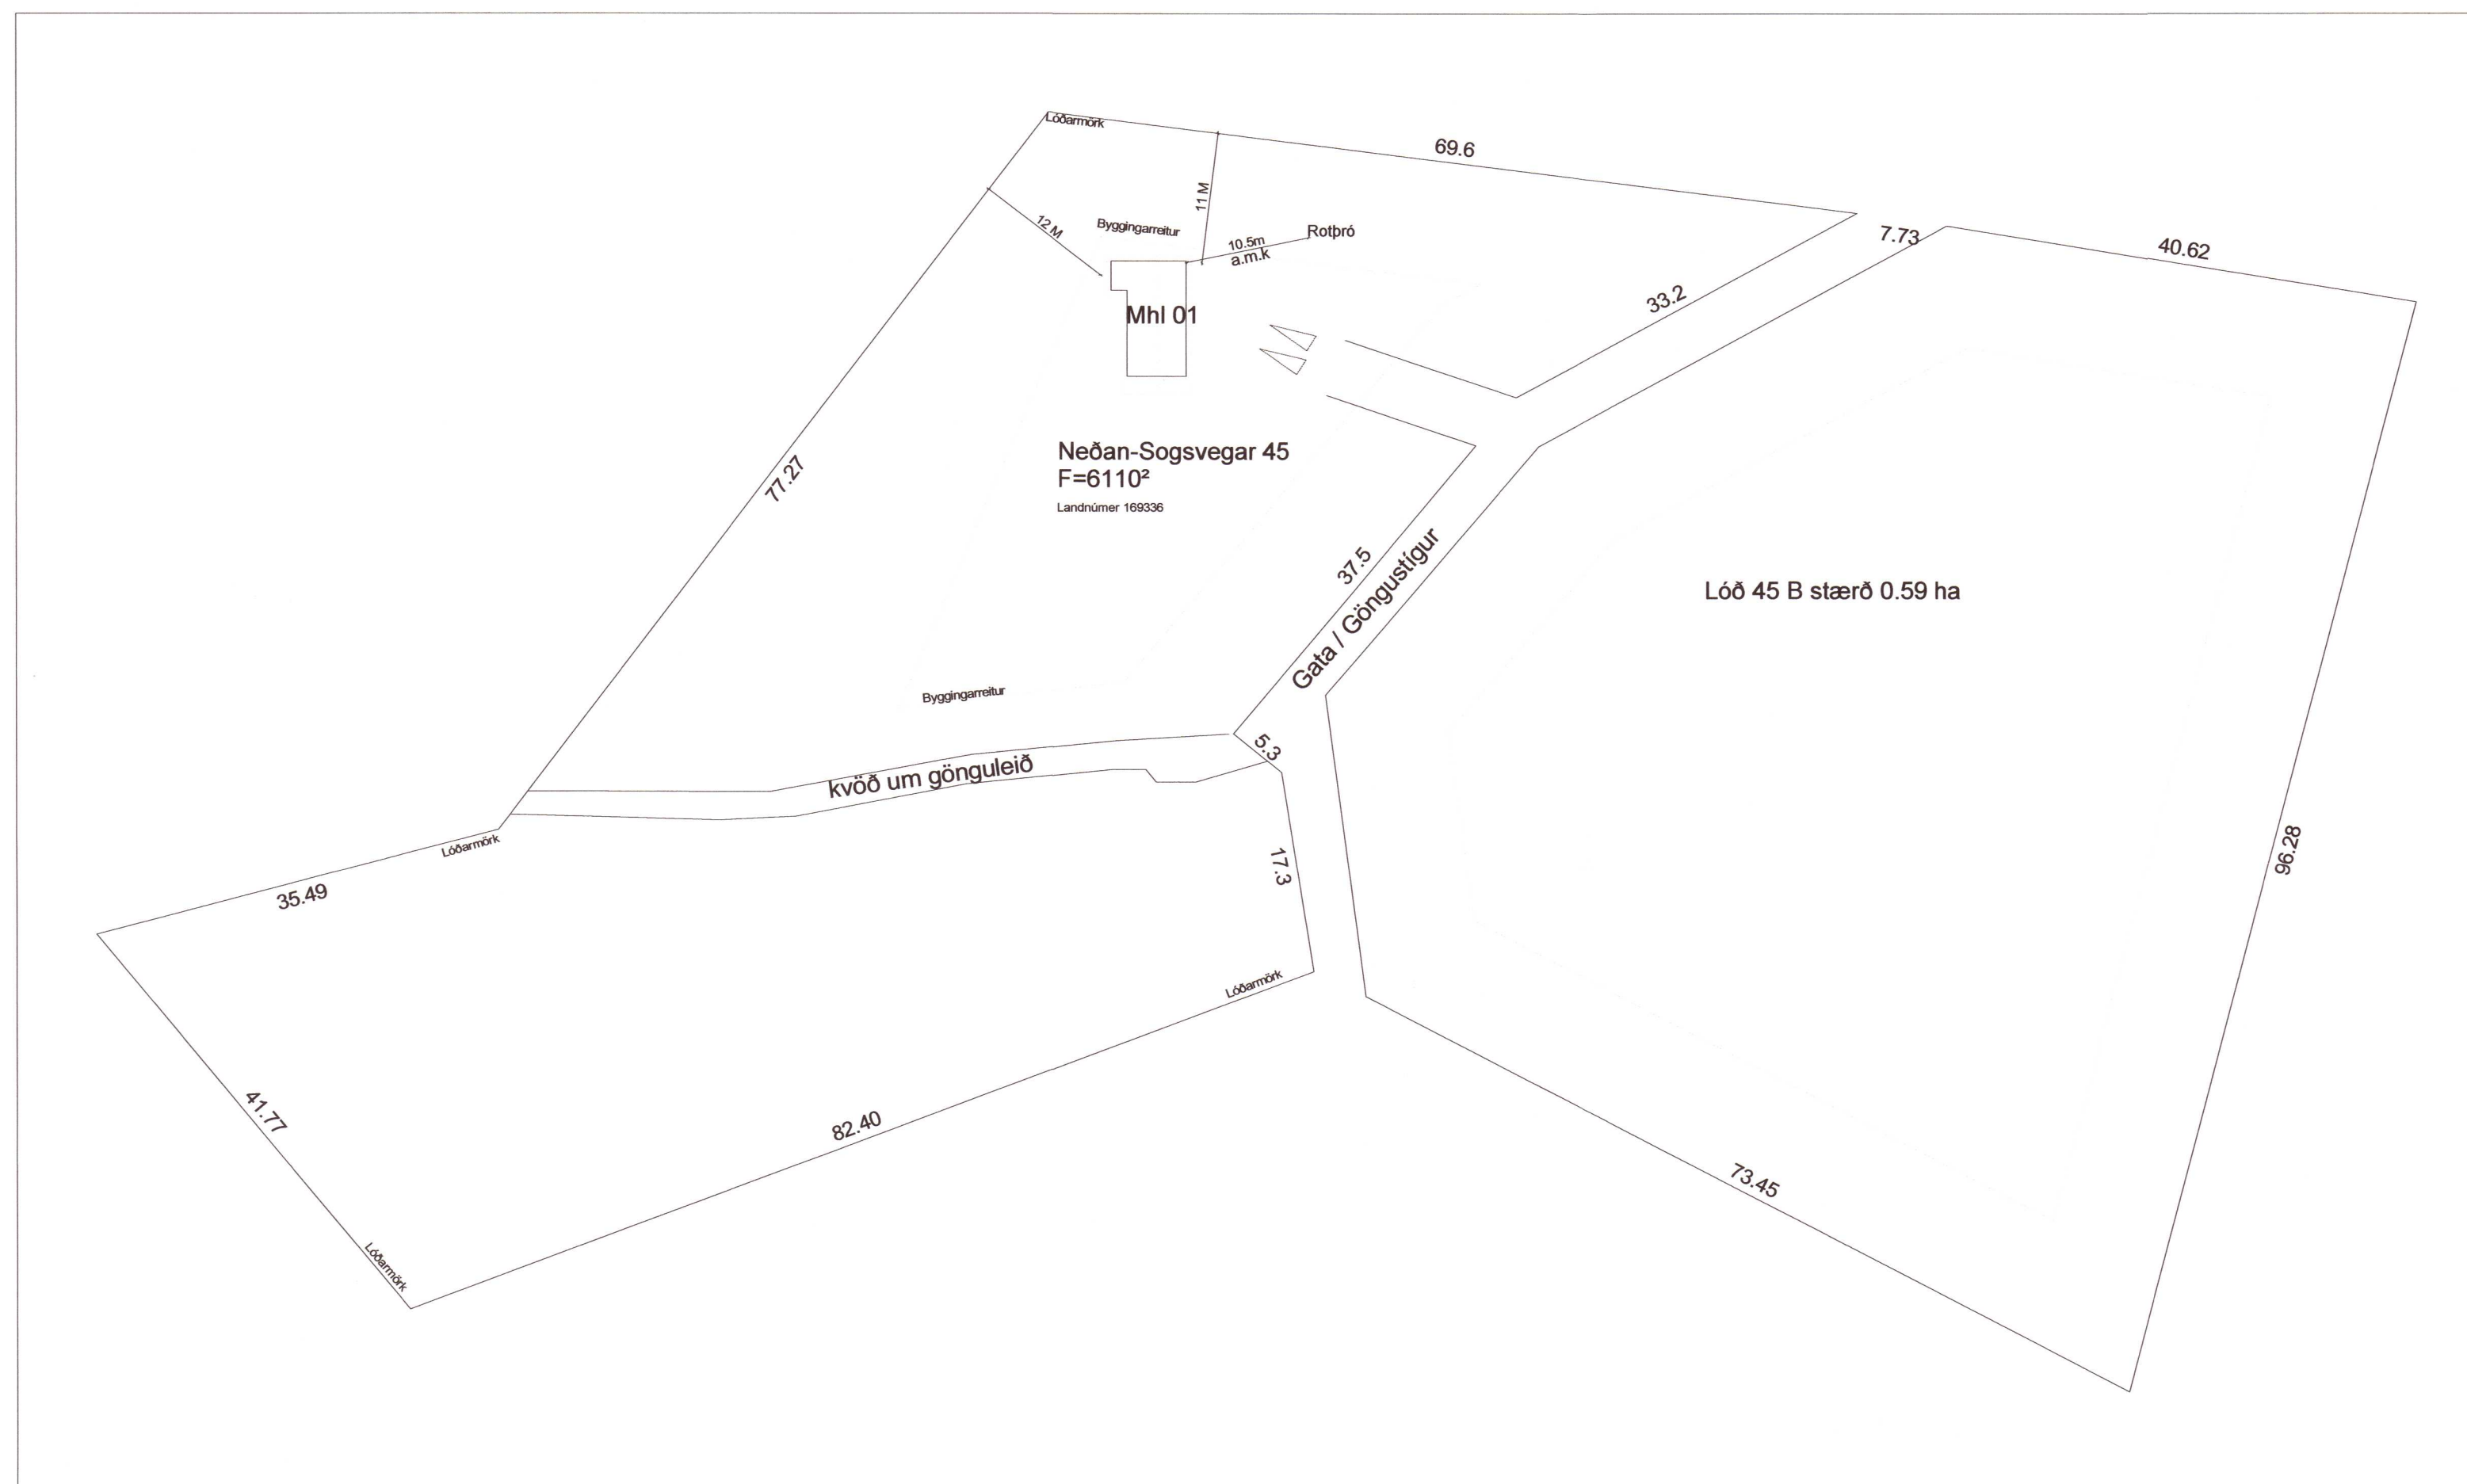 Lóðarmörk
69.6
11 M
12 M
Byggingarreitur
10.5m
a.m.k
Rotþró
7.73
40.62
33.2
Mhl 01
Neðan-Sogsvegar 45
F=6110²
Landnúmer 169336
77.27
37.5
Gata / Göngustígur
Lóð 45 B stærð 0.59 ha
Byggingarreitur
5.3
kvöð um gönguleið
Lóðarmörk
17.3
96.28
35.49
Lóðarmörk
41.77
82.40
73.45
Lóðarmörk